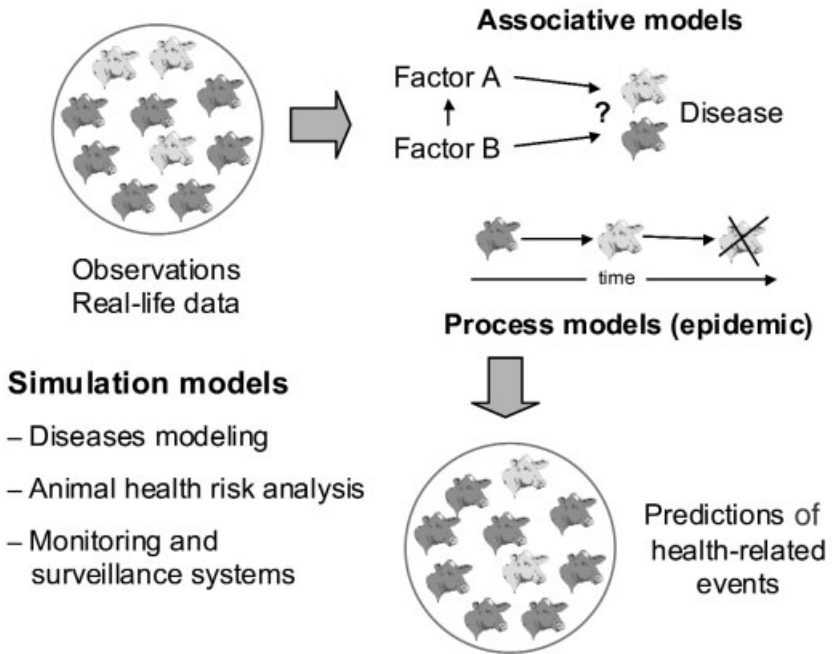 Associative models
Factor A
?
Disease
Factor B
Observations
Real-life data
time
Process models (epidemic)
Simulation models
– Diseases modeling
– Animal health risk analysis
– Monitoring and
surveillance systems
Predictions of
health-related
events